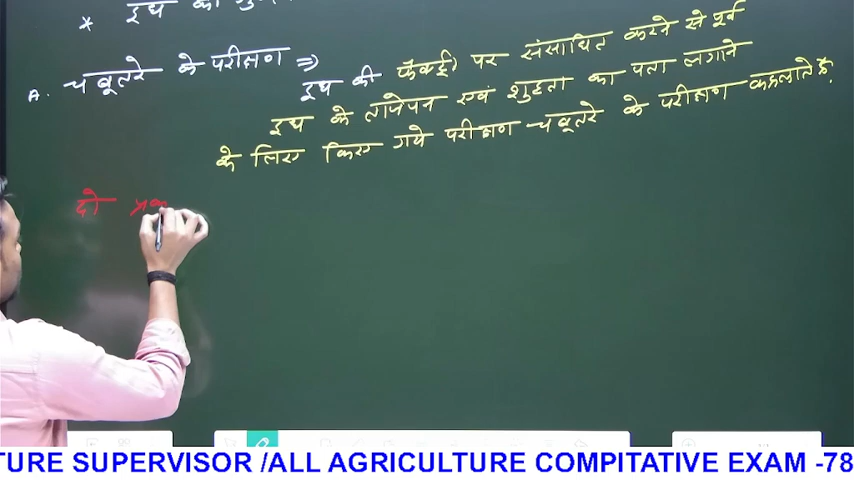 * दुध की
A. चबूतरे के परीक्षण ⇒
दुध की फैक्ट्री पर संसाधित करने से पूर्व
दुध के ताजेपन एवं शुद्धता का पता लगाने
के लिए किए गये परीक्षण चबूतरे के परीक्षण कहलाते है.
दो प्रक
TURE SUPERVISOR /ALL AGRICULTURE COMPITATIVE EXAM -78